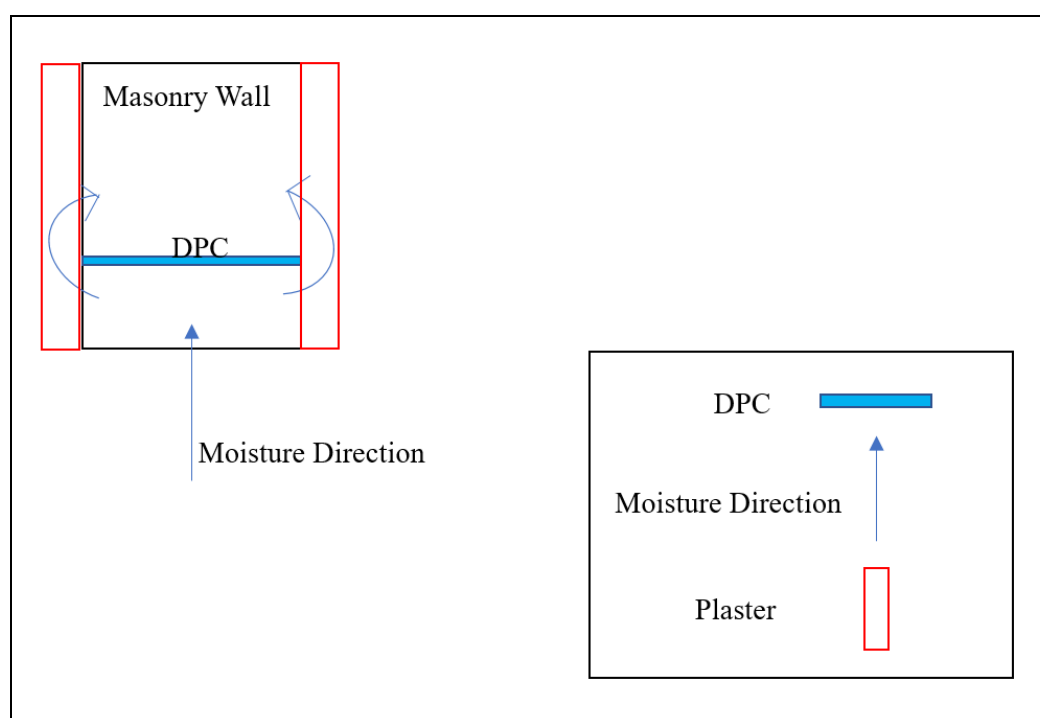 Masonry Wall
DPC
Moisture Direction
DPC
Moisture Direction
Plaster